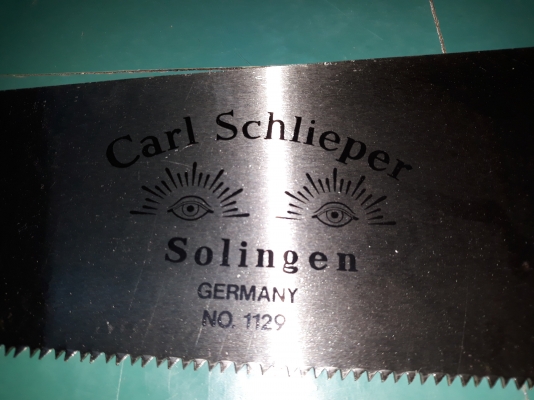 Carl Schlieper
Solingen
GERMANY
NO. 1129